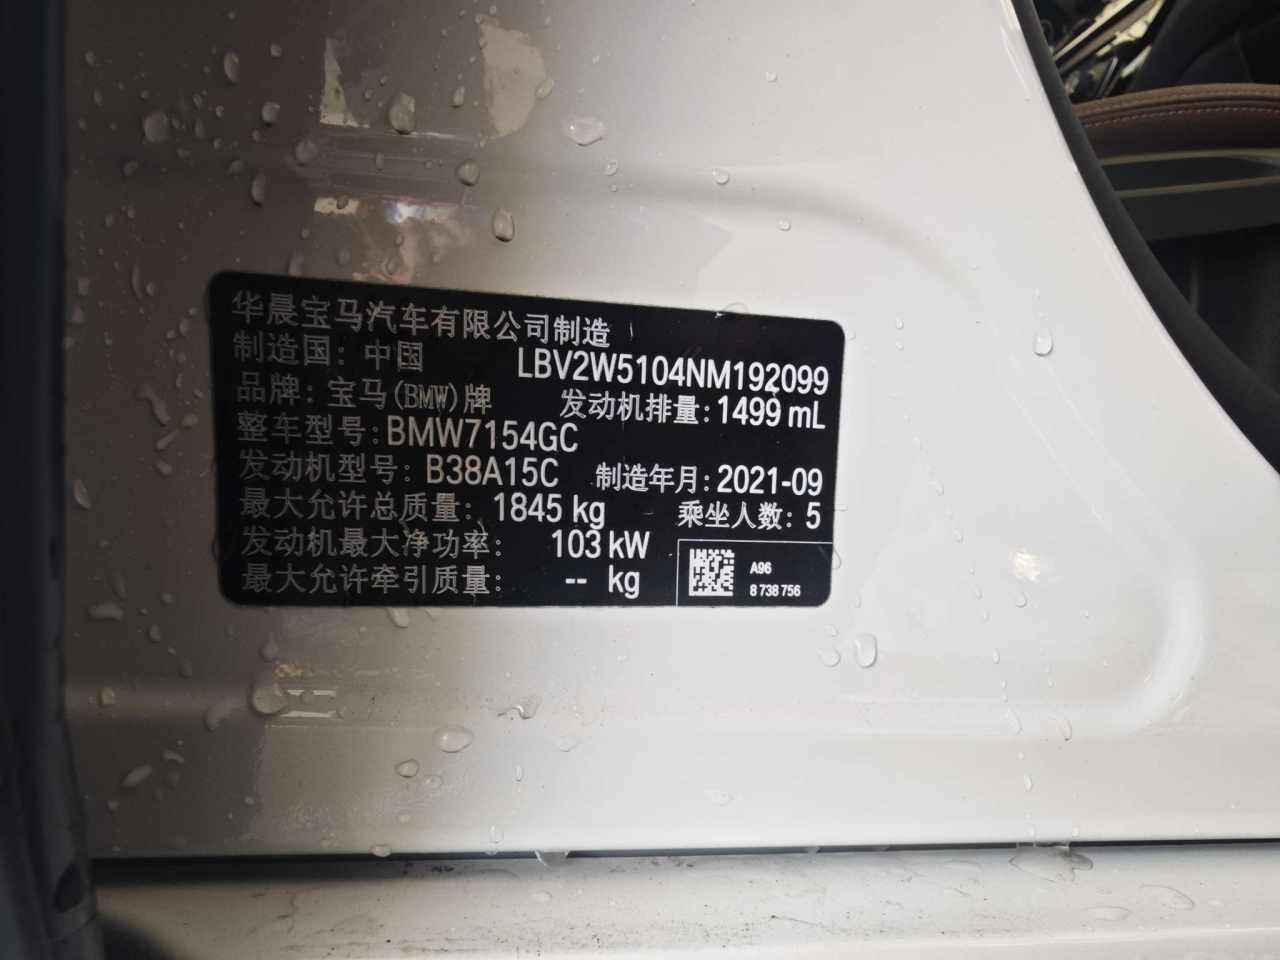 华晨宝马汽车有限公司制造
制造国：中国 LBV2W5104NM192099
品牌：宝马(BMW)牌 发动机排量：1499 mL
整车型号：BMW7154GC
发动机型号：B38A15C 制造年月：2021-09
最大允许总质量：1845 kg 乘坐人数：5
发动机最大净功率：103 kW
最大允许牵引质量：-- kg
A96
8 738 756